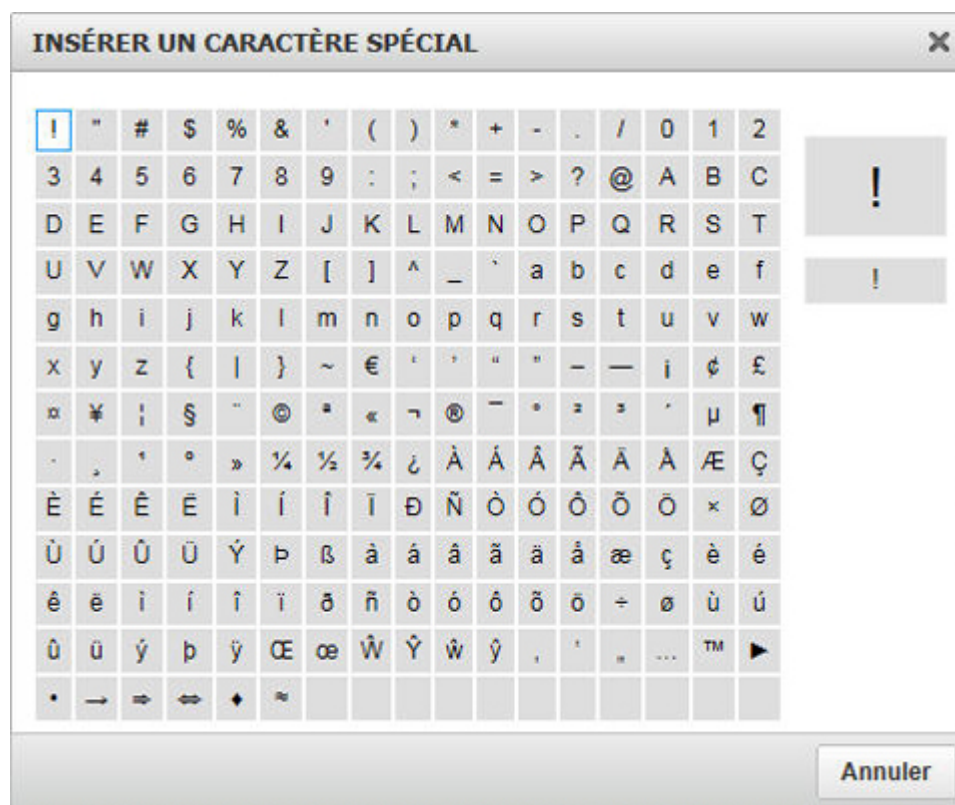 INSÉRER UN CARACTÈRE SPÉCIAL ×
! " # $ % & ' ( ) * + - . / 0 1 2
3 4 5 6 7 8 9 : ; < = > ? @ A B C
D E F G H I J K L M N O P Q R S T
U V W X Y Z [ ] ^ _ ` a b c d e f
g h i j k l m n o p q r s t u v w
x y z { | } ~ € ‘ ’ “ ” – — ¡ ¢ £
¤ ¥ ¦ § ¨ © ª « ¬ ® ¯ ° ² ³ ´ µ ¶
· ¸ ¹ º » ¼ ½ ¾ ¿ À Á Â Ã Ä Å Æ Ç
È É Ê Ë Ì Í Î Ï Ð Ñ Ò Ó Ô Õ Ö × Ø
Ù Ú Û Ü Ý Þ ß à á â ã ä å æ ç è é
ê ë ì í î ï ð ñ ò ó ô õ ö ÷ ø ù ú
û ü ý þ ÿ Œ œ Ŵ Ŷ ŵ ŷ ‚ ‛ „ … ™ ►
• → ⇒ ⇔ ♦ ≈
!
!
Annuler